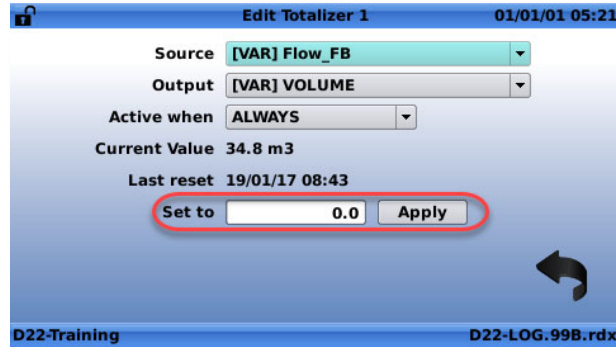 Edit Totalizer 1 01/01/01 05:21
Source [VAR] Flow_FB
Output [VAR] VOLUME
Active when ALWAYS
Current Value 34.8 m3
Last reset 19/01/17 08:43
Set to 0.0 Apply
D22-Training D22-LOG.99B.rdx